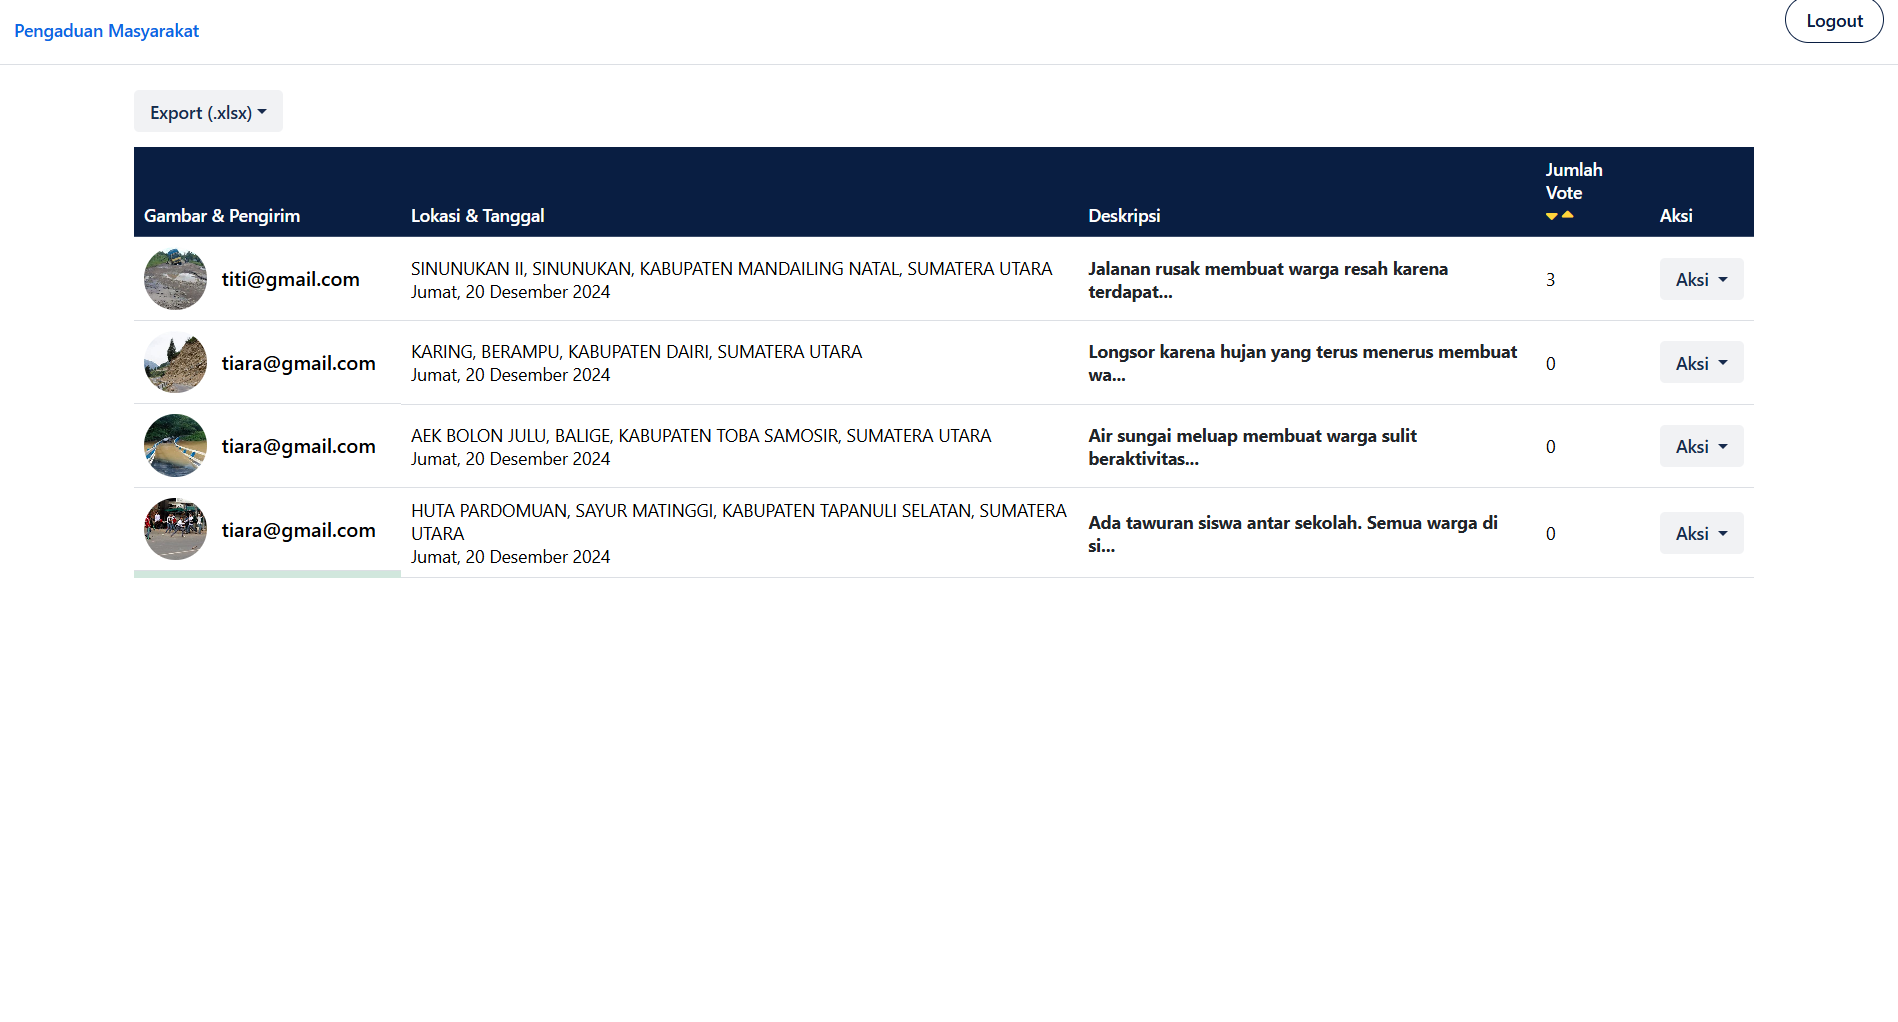 Pengaduan Masyarakat
Logout
Export (.xlsx)
Gambar & Pengirim
Lokasi & Tanggal
Deskripsi
Jumlah
Vote
Aksi
titi@gmail.com
SINUNUKAN II, SINUNUKAN, KABUPATEN MANDAILING NATAL, SUMATERA UTARA
Jumat, 20 Desember 2024
Jalanan rusak membuat warga resah karena
terdapat...
3
Aksi
tiara@gmail.com
KARING, BERAMPU, KABUPATEN DAIRI, SUMATERA UTARA
Jumat, 20 Desember 2024
Longsor karena hujan yang terus menerus membuat
wa...
0
Aksi
tiara@gmail.com
AEK BOLON JULU, BALIGE, KABUPATEN TOBA SAMOSIR, SUMATERA UTARA
Jumat, 20 Desember 2024
Air sungai meluap membuat warga sulit
beraktivitas...
0
Aksi
tiara@gmail.com
HUTA PARDOMUAN, SAYUR MATINGGI, KABUPATEN TAPANULI SELATAN, SUMATERA
UTARA
Jumat, 20 Desember 2024
Ada tawuran siswa antar sekolah. Semua warga di
si...
0
Aksi